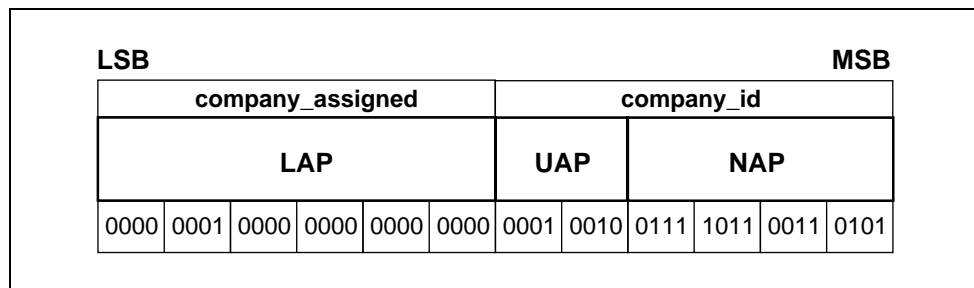 LSB MSB
company_assigned company_id
LAP UAP NAP
0000 0001 0000 0000 0000 0000 0001 0010 0111 1011 0011 0101